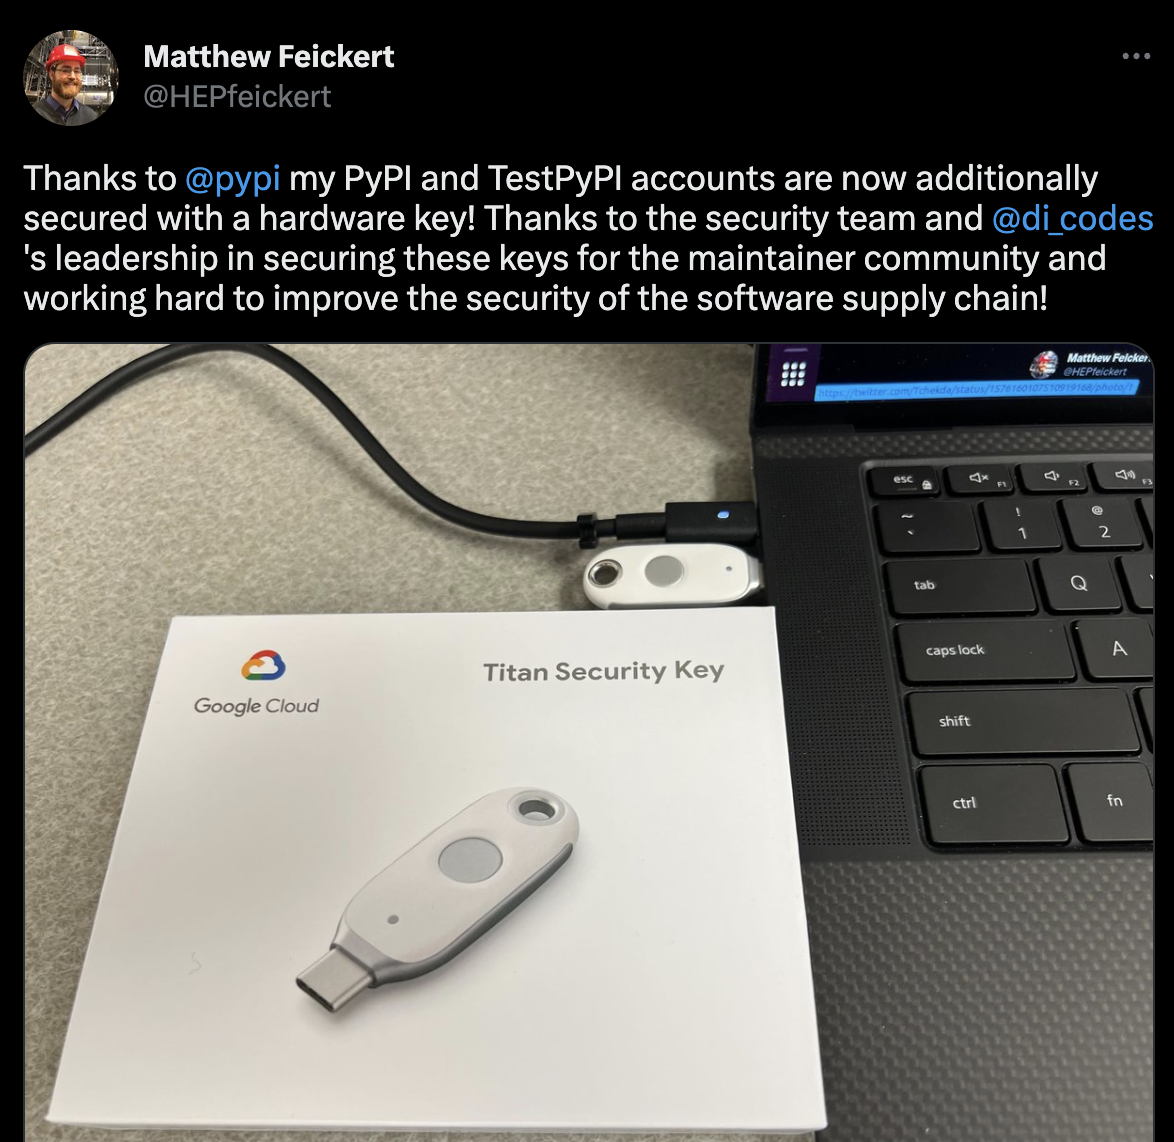 Matthew Feickert
@HEPfeickert
Thanks to @pypi my PyPI and TestPyPI accounts are now additionally
secured with a hardware key! Thanks to the security team and @di_codes
's leadership in securing these keys for the maintainer community and
working hard to improve the security of the software supply chain!
Matthew Feicker
@HEPfeickert
https://twitter.com/Tchekda/status/1576160107510919168/photo/1
esc F1 F2 F3
~ ! @
` 1 2
tab Q
caps lock A
shift
ctrl fn
Google Cloud
Titan Security Key